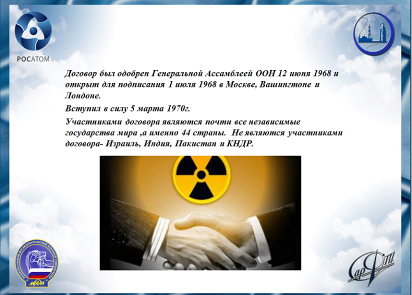 РОСАТОМ
Договор был одобрен Генеральной Ассамблеей ООН 12 июня 1968 и
открыт для подписания 1 июля 1968 в Москве, Вашингтоне и
Лондоне.
Вступил в силу 5 марта 1970г.
Участниками договора являются почти все независимые
государства мира ,а именно 44 страны. Не являются участниками
договора- Израиль, Индия, Пакистан и КНДР.